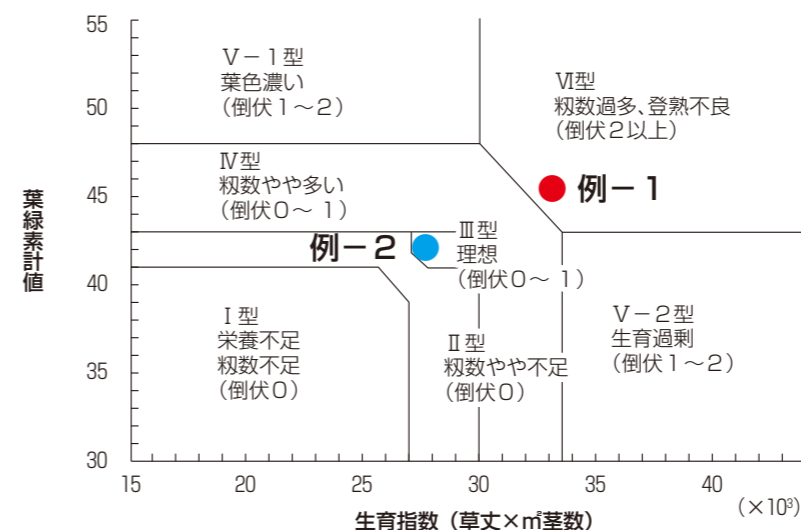 55
50
45
40
35
30
葉緑素計値
Ⅴ－１型
葉色濃い
（倒伏１～２）
Ⅵ型
籾数過多、登熟不良
（倒伏２以上）
Ⅳ型
籾数やや多い
（倒伏０～１）
例－１
例－２
Ⅲ型
理想
（倒伏０～１）
Ⅰ型
栄養不足
籾数不足
（倒伏０）
Ⅱ型
籾数やや不足
（倒伏０）
Ⅴ－２型
生育過剰
（倒伏１～２）
15 20 25 30 35 40
（×10³）
生育指数（草丈×㎡茎数）